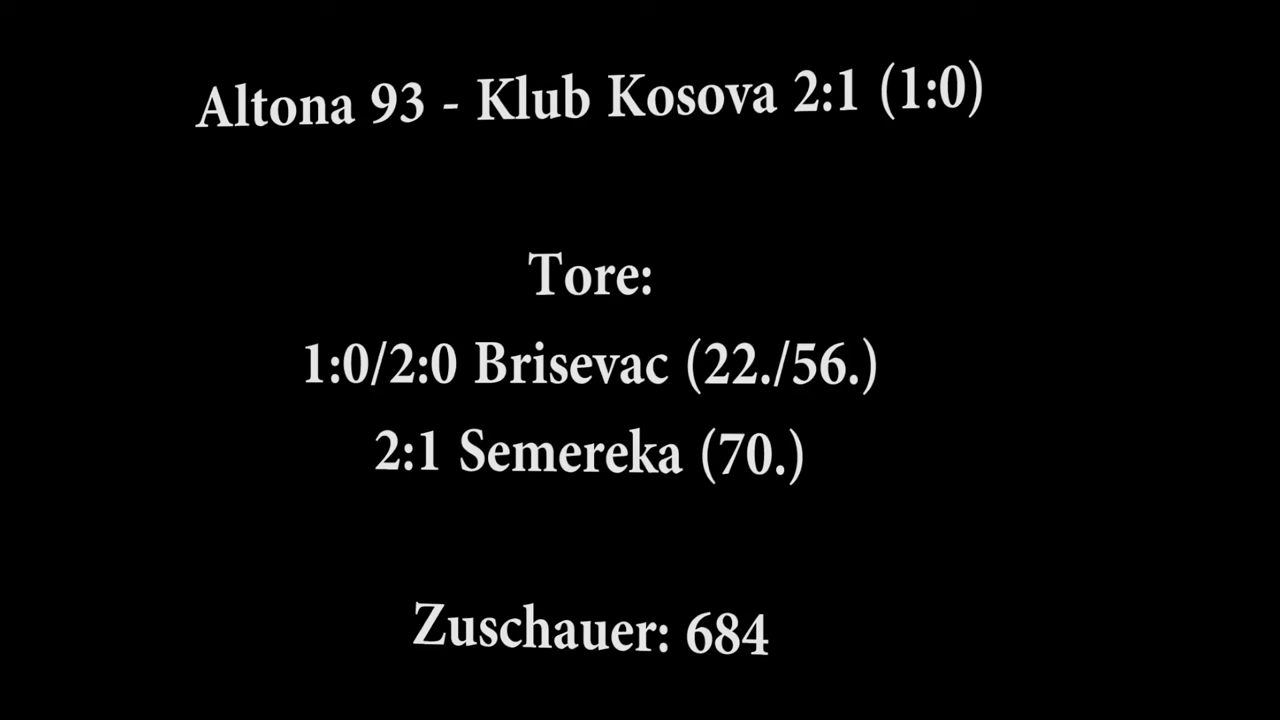 Altona 93 - Klub Kosova 2:1 (1:0)
Tore:
1:0/2:0 Brisevac (22./56.)
2:1 Semereka (70.)
Zuschauer: 684